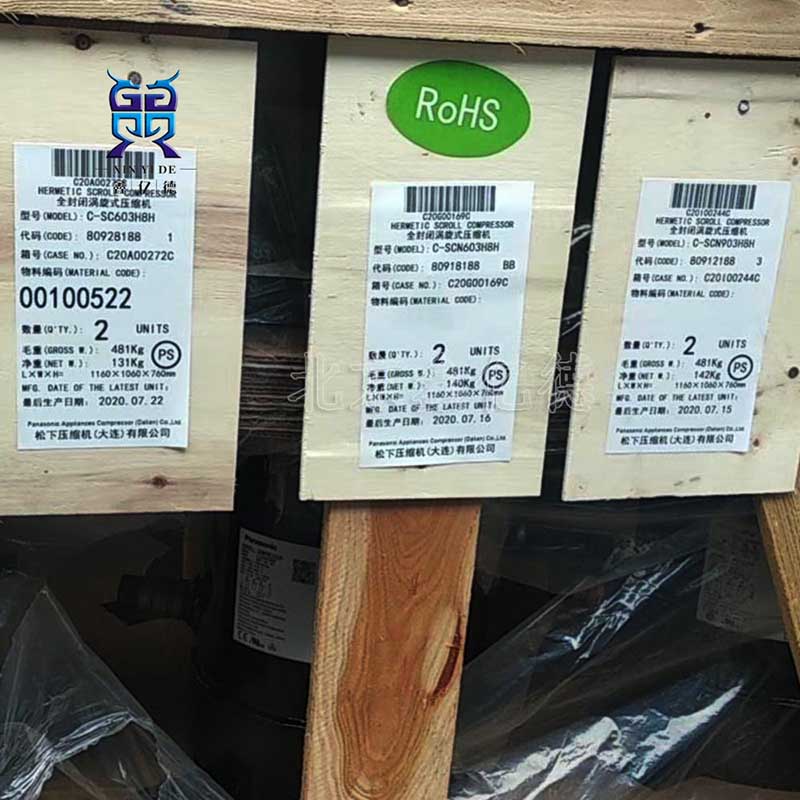 XIN YI DE
鑫亿德
HERMETIC SCROLL COMPRESSOR
全封闭涡旋式压缩机
型号(MODEL): C-SC603H8H
代码(CODE): 80928188 1
箱号(CASE NO.): C20A00272C
物料编码(MATERIAL CODE):
00100522
数量(Q'TY.): 2 UNITS
毛重(GROSS W.): 481Kg
净重(NET W.): 131Kg
PS
L×W×H= 1160×1060×760mm
MFG. DATE OF THE LATEST UNIT:
最后生产日期: 2020.07.22
Panasonic Appliances Compressor (Dalian) Co.,Ltd.
松下压缩机(大连)有限公司
RoHS
C20G00169C
HERMETIC SCROLL COMPRESSOR
全封闭涡旋式压缩机
型号(MODEL): C-SCN603H8H
代码(CODE): 80918188 BB
箱号(CASE NO.): C20G00169C
物料编码(MATERIAL CODE):
数量(Q'TY.): 2 UNITS
毛重(GROSS W.): 481Kg
净重(NET W.): 140Kg
PS
L×W×H= 1160×1060×760mm
MFG. DATE OF THE LATEST UNIT:
最后生产日期: 2020.07.16
Panasonic Appliances Compressor (Dalian) Co.,Ltd.
松下压缩机(大连)有限公司
C20I00244C
HERMETIC SCROLL COMPRESSOR
全封闭涡旋式压缩机
型号(MODEL): C-SCN903H8H
代码(CODE): 80912188 3
箱号(CASE NO.): C20I00244C
物料编码(MATERIAL CODE):
数量(Q'TY.): 2 UNITS
毛重(GROSS W.): 481Kg
净重(NET W.): 142Kg
PS
L×W×H= 1160×1060×760mm
MFG. DATE OF THE LATEST UNIT:
最后生产日期: 2020.07.15
Panasonic Appliances Compressor (Dalian) Co.,Ltd.
松下压缩机(大连)有限公司
Panasonic